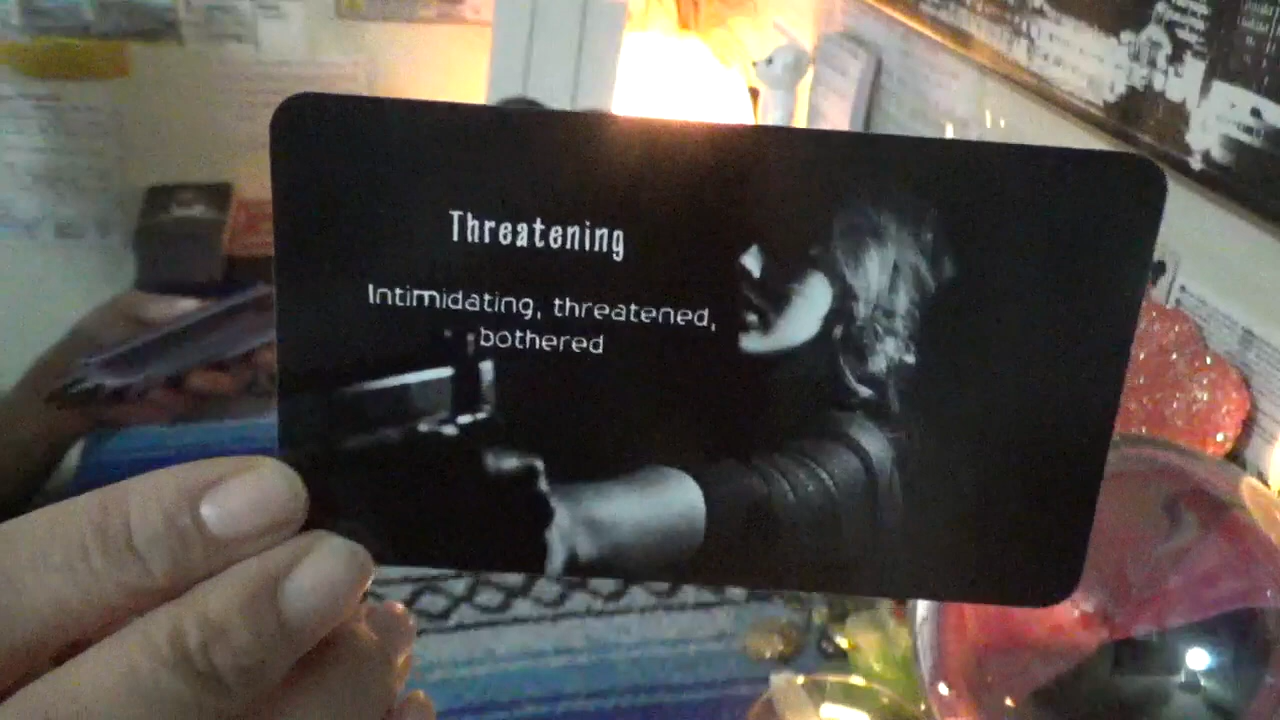 Threatening
Intimidating, threatened,
bothered